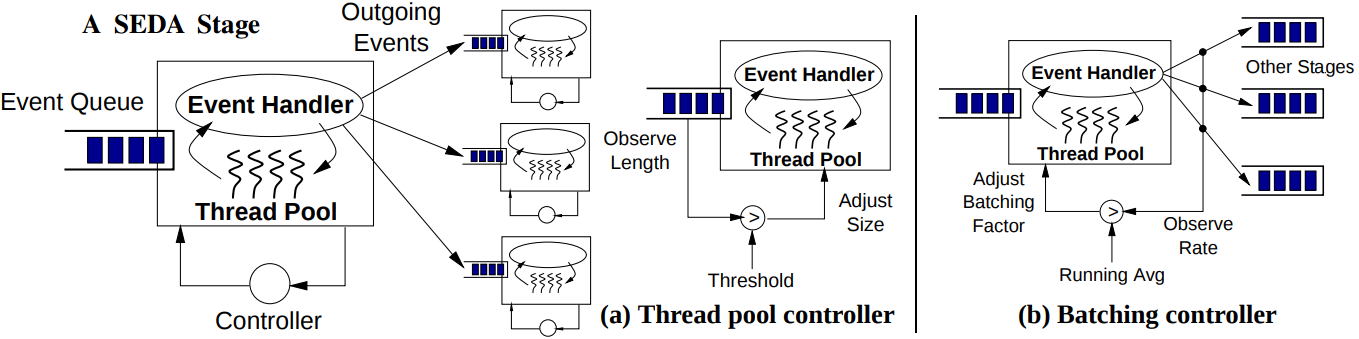 A SEDA Stage
Outgoing
Events
Event Queue
Event Handler
Thread Pool
Controller
Event Handler
Observe
Length
Thread Pool
Adjust
Size
>
Threshold
(a) Thread pool controller
Event Handler
Other Stages
Thread Pool
Adjust
Batching
Factor
>
Observe
Rate
Running Avg
(b) Batching controller